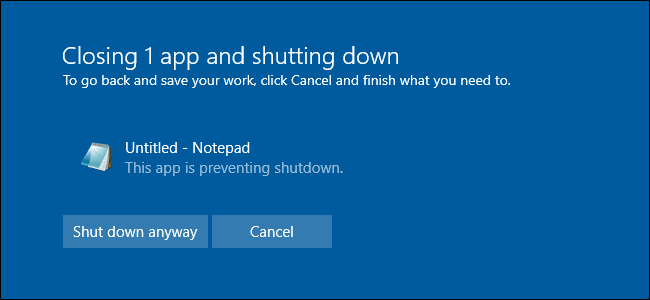 Closing 1 app and shutting down
To go back and save your work, click Cancel and finish what you need to.
Untitled - Notepad
This app is preventing shutdown.
Shut down anyway
Cancel